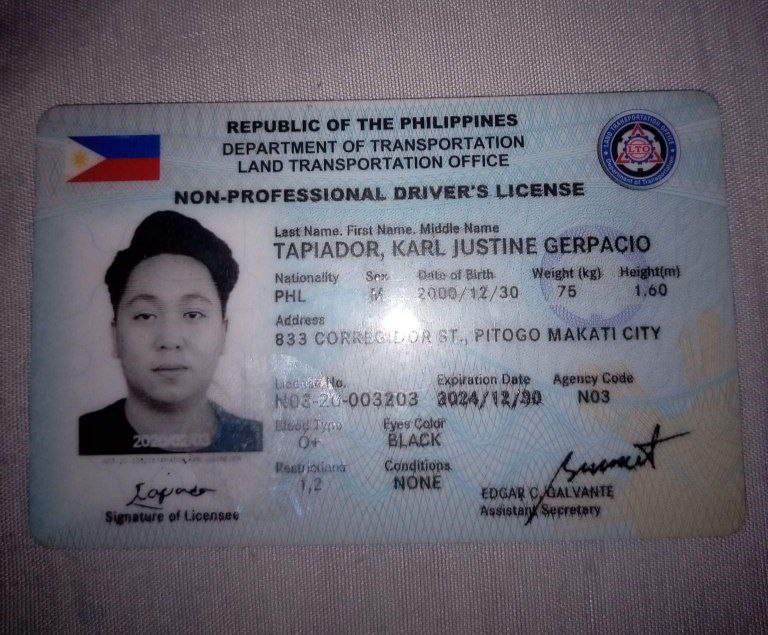 REPUBLIC OF THE PHILIPPINES
DEPARTMENT OF TRANSPORTATION
LAND TRANSPORTATION OFFICE
LAND TRANSPORTATION OFFICE
LTO
Department of Transportation
NON-PROFESSIONAL DRIVER'S LICENSE
Last Name. First Name. Middle Name
TAPIADOR, KARL JUSTINE GERPACIO
Nationality Sex Date of Birth Weight (kg) Height(m)
PHL M 2000/12/30 75 1.60
Address
833 CORREGIDOR ST., PITOGO MAKATI CITY
License No. Expiration Date Agency Code
N03-20-003203 2024/12/30 N03
Blood Type Eyes Color
O+ BLACK
2020/02/03
Restrictions Conditions
1,2 NONE
EDGAR C. GALVANTE
Assistant Secretary
Signature of Licensee